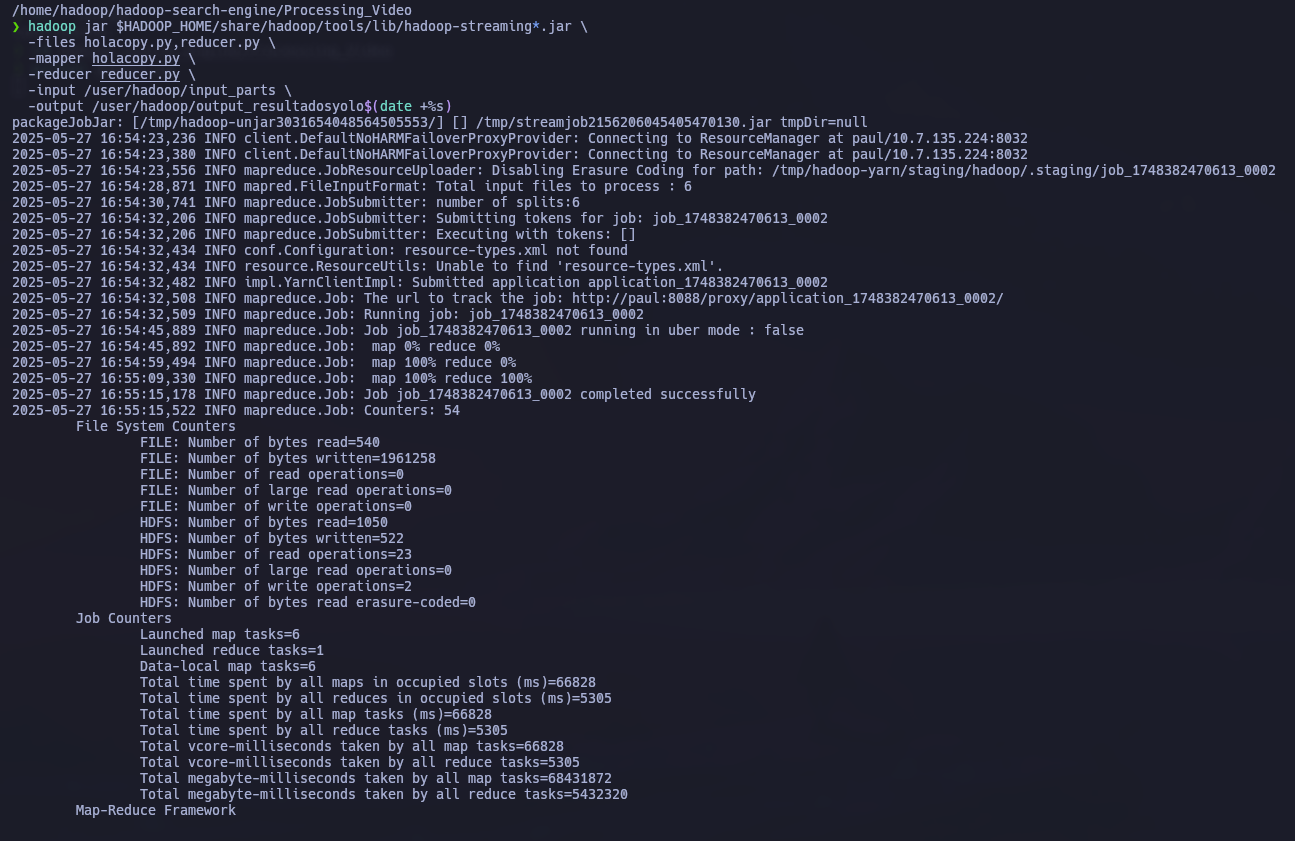 /home/hadoop/hadoop-search-engine/Processing_Video
❯ hadoop jar $HADOOP_HOME/share/hadoop/tools/lib/hadoop-streaming*.jar \
-files holacopy.py,reducer.py \
-mapper holacopy.py \
-reducer reducer.py \
-input /user/hadoop/input_parts \
-output /user/hadoop/output_resultadosyolo$(date +%s)
packageJobJar: [/tmp/hadoop-unjar3031654048564505553/] [] /tmp/streamjob2156206045405470130.jar tmpDir=null
2025-05-27 16:54:23,236 INFO client.DefaultNoHARMFailoverProxyProvider: Connecting to ResourceManager at paul/10.7.135.224:8032
2025-05-27 16:54:23,380 INFO client.DefaultNoHARMFailoverProxyProvider: Connecting to ResourceManager at paul/10.7.135.224:8032
2025-05-27 16:54:23,556 INFO mapreduce.JobResourceUploader: Disabling Erasure Coding for path: /tmp/hadoop-yarn/staging/hadoop/.staging/job_1748382470613_0002
2025-05-27 16:54:28,871 INFO mapred.FileInputFormat: Total input files to process : 6
2025-05-27 16:54:30,741 INFO mapreduce.JobSubmitter: number of splits:6
2025-05-27 16:54:32,206 INFO mapreduce.JobSubmitter: Submitting tokens for job: job_1748382470613_0002
2025-05-27 16:54:32,206 INFO mapreduce.JobSubmitter: Executing with tokens: []
2025-05-27 16:54:32,434 INFO conf.Configuration: resource-types.xml not found
2025-05-27 16:54:32,434 INFO resource.ResourceUtils: Unable to find 'resource-types.xml'.
2025-05-27 16:54:32,482 INFO impl.YarnClientImpl: Submitted application application_1748382470613_0002
2025-05-27 16:54:32,508 INFO mapreduce.Job: The url to track the job: http://paul:8088/proxy/application_1748382470613_0002/
2025-05-27 16:54:32,509 INFO mapreduce.Job: Running job: job_1748382470613_0002
2025-05-27 16:54:45,889 INFO mapreduce.Job: Job job_1748382470613_0002 running in uber mode : false
2025-05-27 16:54:45,892 INFO mapreduce.Job:  map 0% reduce 0%
2025-05-27 16:54:59,494 INFO mapreduce.Job:  map 100% reduce 0%
2025-05-27 16:55:09,330 INFO mapreduce.Job:  map 100% reduce 100%
2025-05-27 16:55:15,178 INFO mapreduce.Job: Job job_1748382470613_0002 completed successfully
2025-05-27 16:55:15,522 INFO mapreduce.Job: Counters: 54
File System Counters
FILE: Number of bytes read=540
FILE: Number of bytes written=1961258
FILE: Number of read operations=0
FILE: Number of large read operations=0
FILE: Number of write operations=0
HDFS: Number of bytes read=1050
HDFS: Number of bytes written=522
HDFS: Number of read operations=23
HDFS: Number of large read operations=0
HDFS: Number of write operations=2
HDFS: Number of bytes read erasure-coded=0
Job Counters
Launched map tasks=6
Launched reduce tasks=1
Data-local map tasks=6
Total time spent by all maps in occupied slots (ms)=66828
Total time spent by all reduces in occupied slots (ms)=5305
Total time spent by all map tasks (ms)=66828
Total time spent by all reduce tasks (ms)=5305
Total vcore-milliseconds taken by all map tasks=66828
Total vcore-milliseconds taken by all reduce tasks=5305
Total megabyte-milliseconds taken by all map tasks=68431872
Total megabyte-milliseconds taken by all reduce tasks=5432320
Map-Reduce Framework